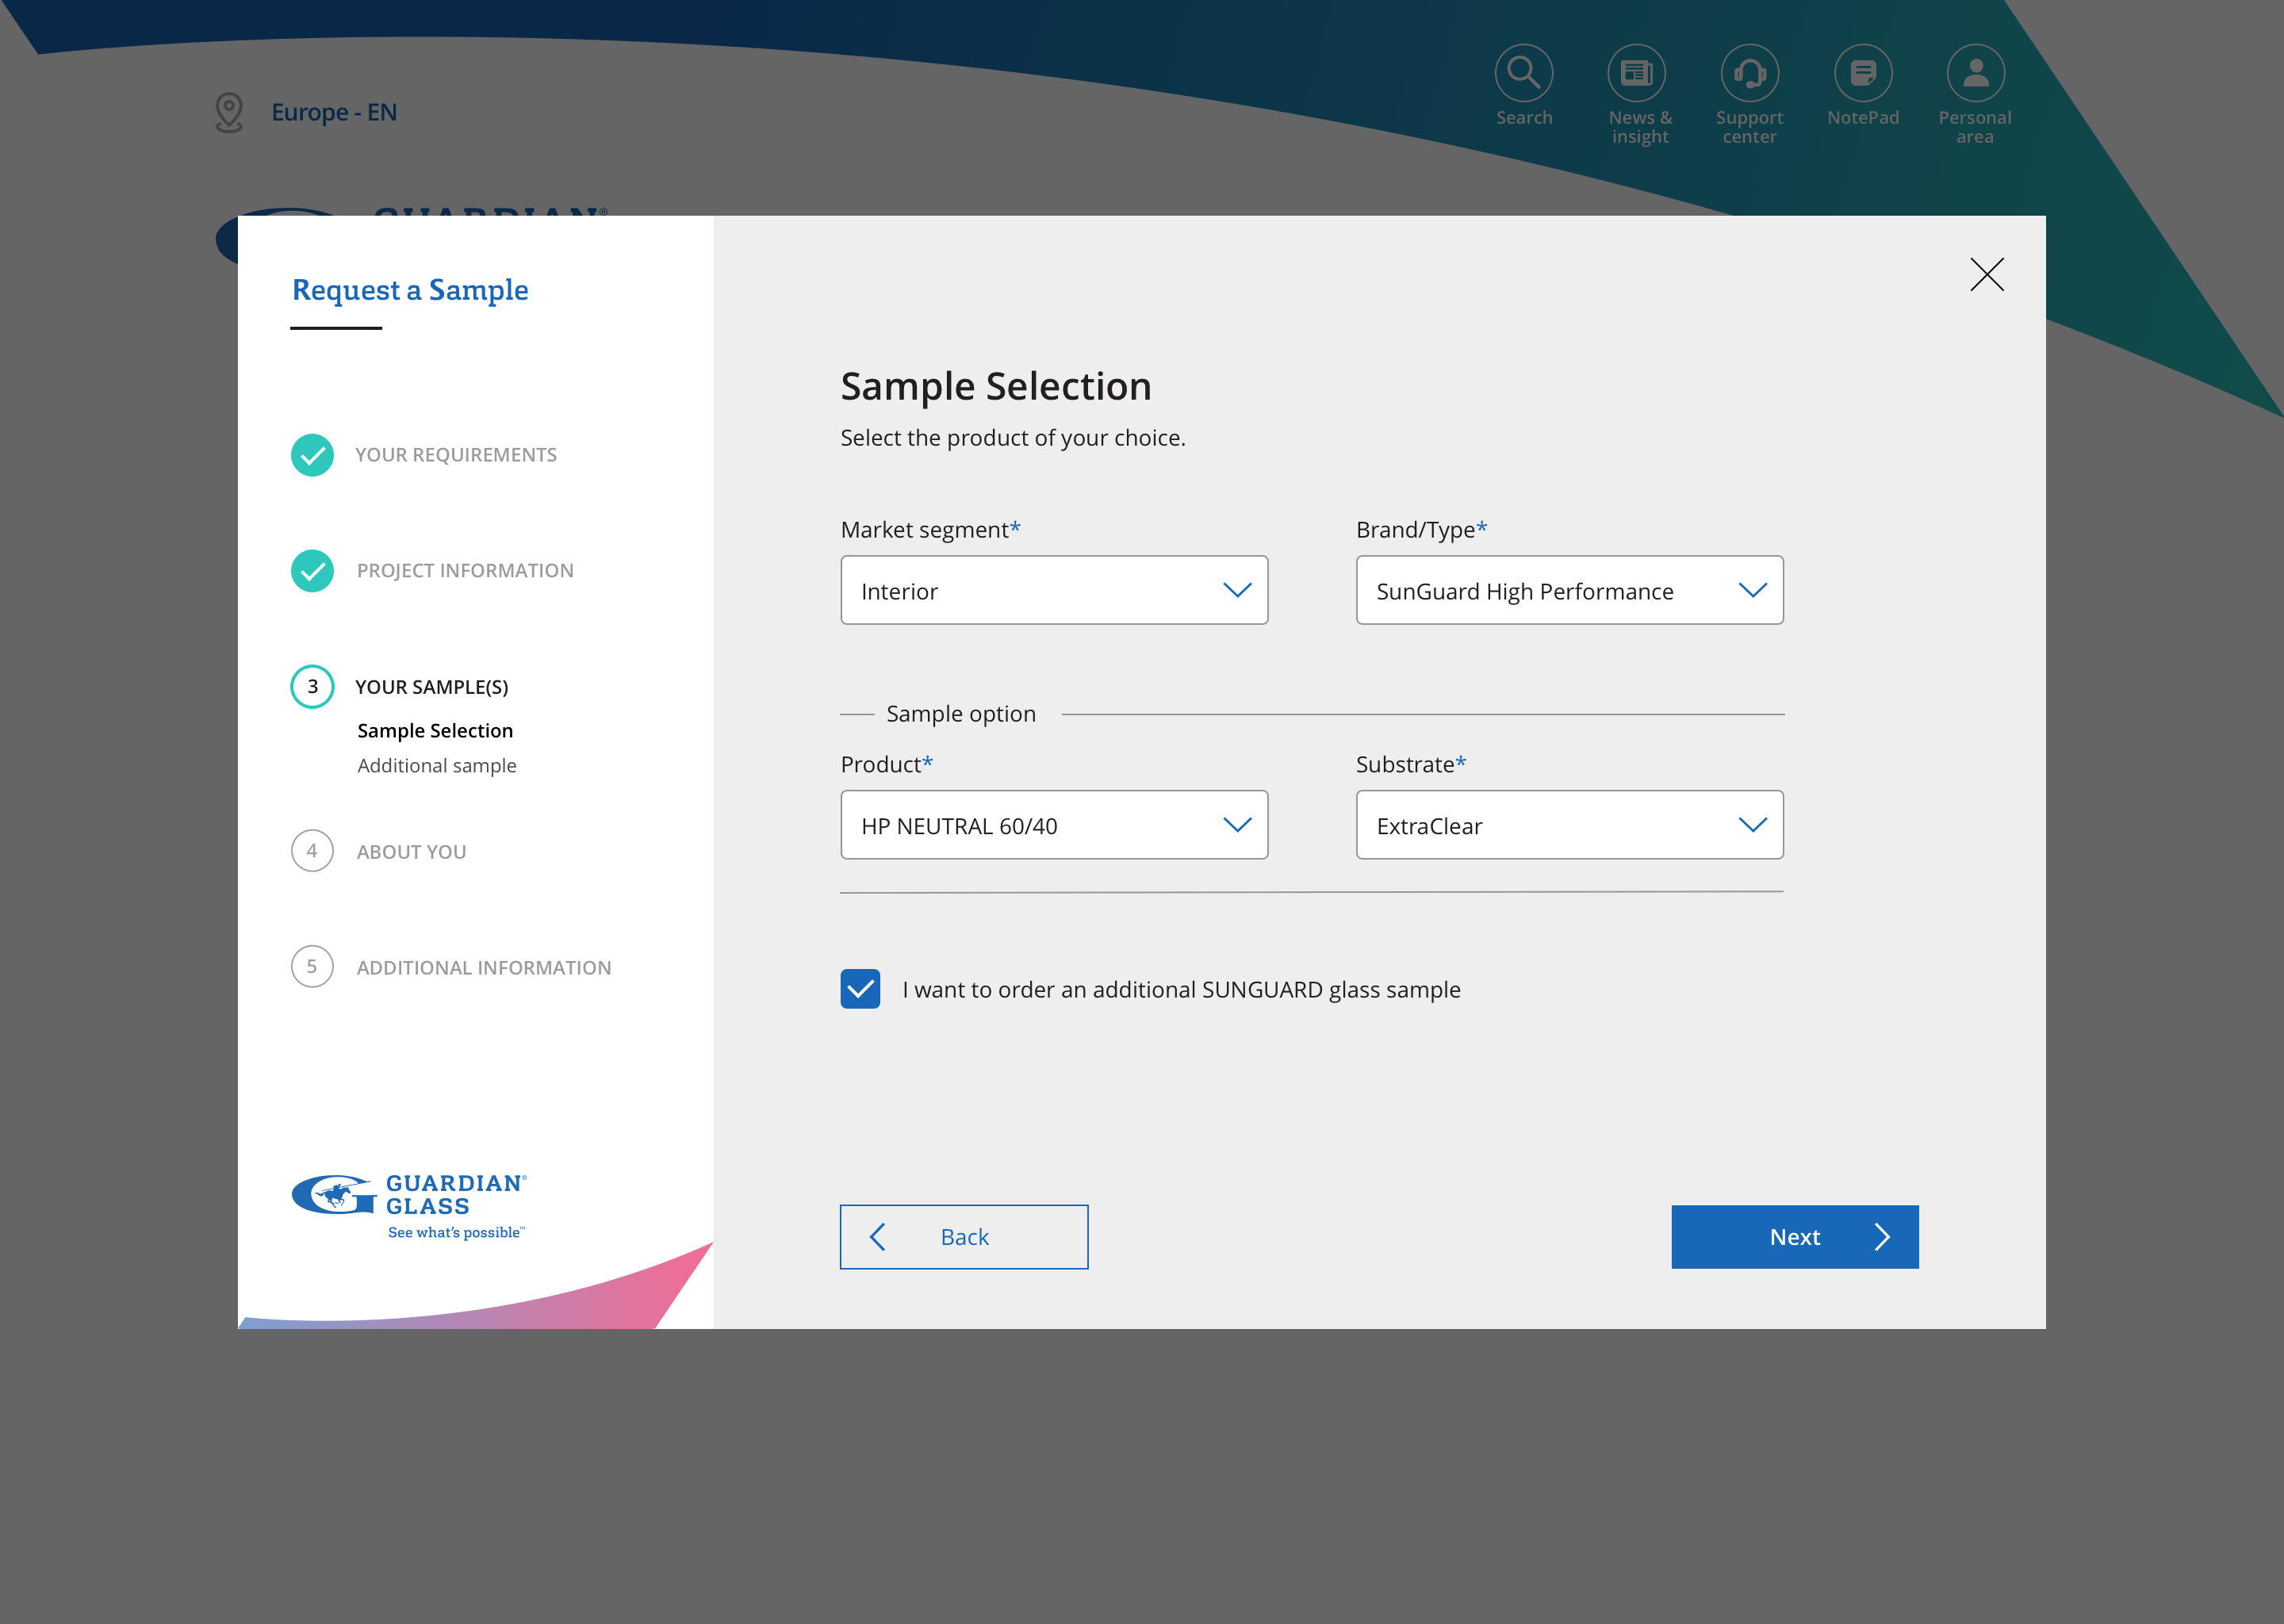 Europe - EN
Search
News &
insight
Support
center
NotePad
Personal
area
GUARDIAN®
Request a Sample
YOUR REQUIREMENTS
PROJECT INFORMATION
3
YOUR SAMPLE(S)
Sample Selection
Additional sample
4
ABOUT YOU
5
ADDITIONAL INFORMATION
GUARDIAN®
GLASS
See what's possible™
Sample Selection
Select the product of your choice.
Market segment*
Brand/Type*
Interior
SunGuard High Performance
Sample option
Product*
Substrate*
HP NEUTRAL 60/40
ExtraClear
I want to order an additional SUNGUARD glass sample
Back
Next